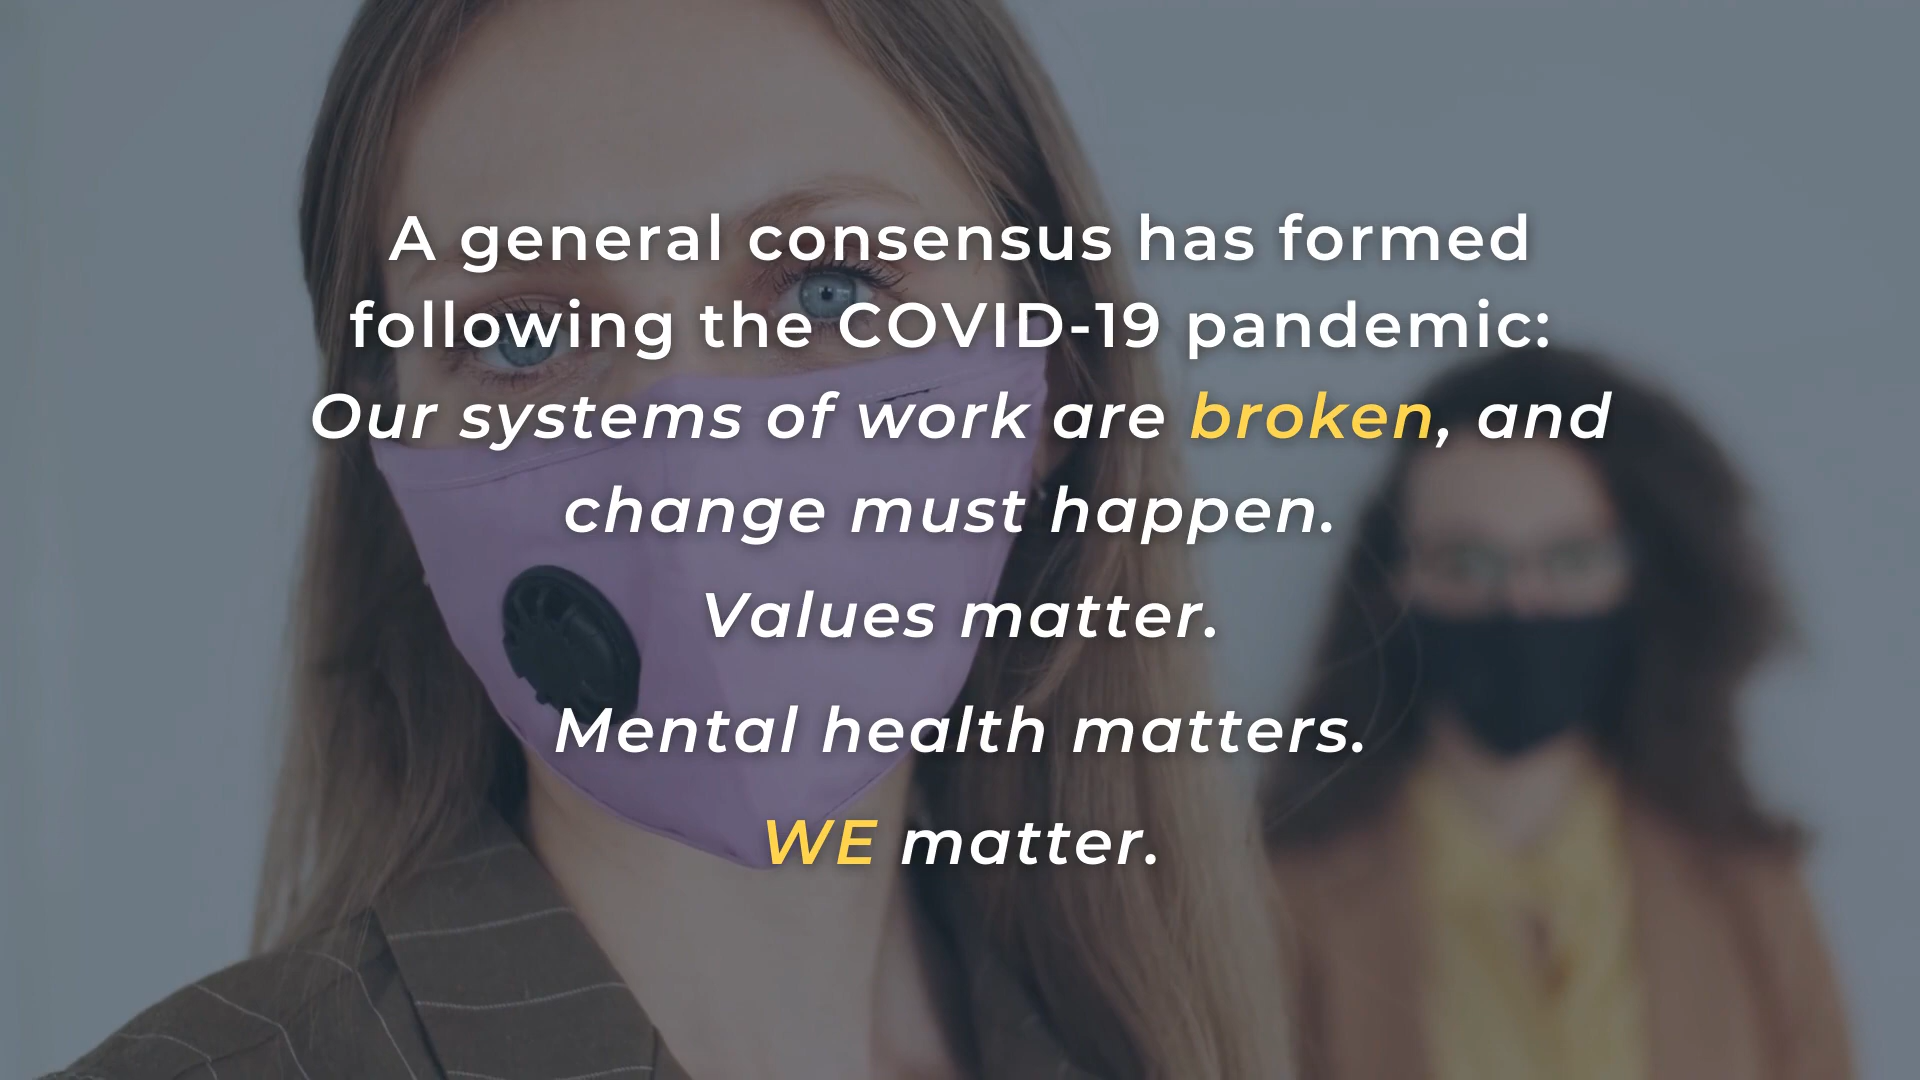 A general consensus has formed
following the COVID-19 pandemic:
Our systems of work are broken, and
change must happen.
Values matter.
Mental health matters.
WE matter.